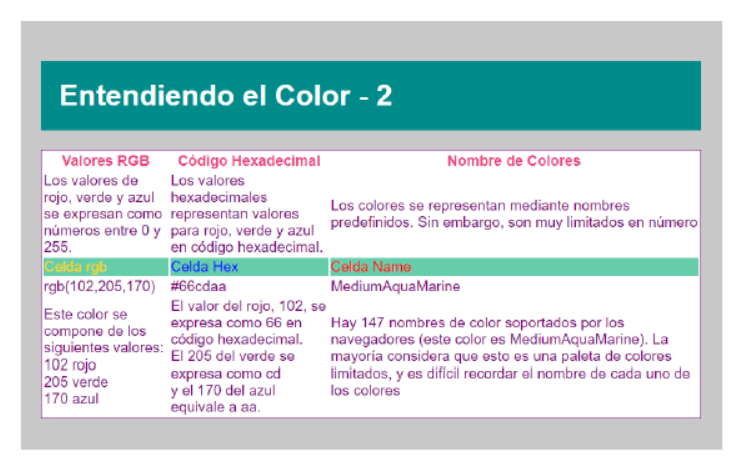 Entendiendo el Color - 2
Valores RGB
Código Hexadecimal
Nombre de Colores
Los valores de
rojo, verde y azul
se expresan como
números entre 0 y
255.
Los valores
hexadecimales
representan valores
para rojo, verde y azul
en código hexadecimal.
Los colores se representan mediante nombres
predefinidos. Sin embargo, son muy limitados en número
Celda rgb
Celda Hex
Celda Name
rgb(102,205,170)
#66cdaa
MediumAquaMarine
Este color se
compone de los
siguientes valores:
102 rojo
205 verde
170 azul
El valor del rojo, 102, se
expresa como 66 en
código hexadecimal.
El 205 del verde se
expresa como cd
y el 170 del azul
equivale a aa.
Hay 147 nombres de color soportados por los
navegadores (este color es MediumAquaMarine). La
mayoría considera que esto es una paleta de colores
limitados, y es difícil recordar el nombre de cada uno de
los colores